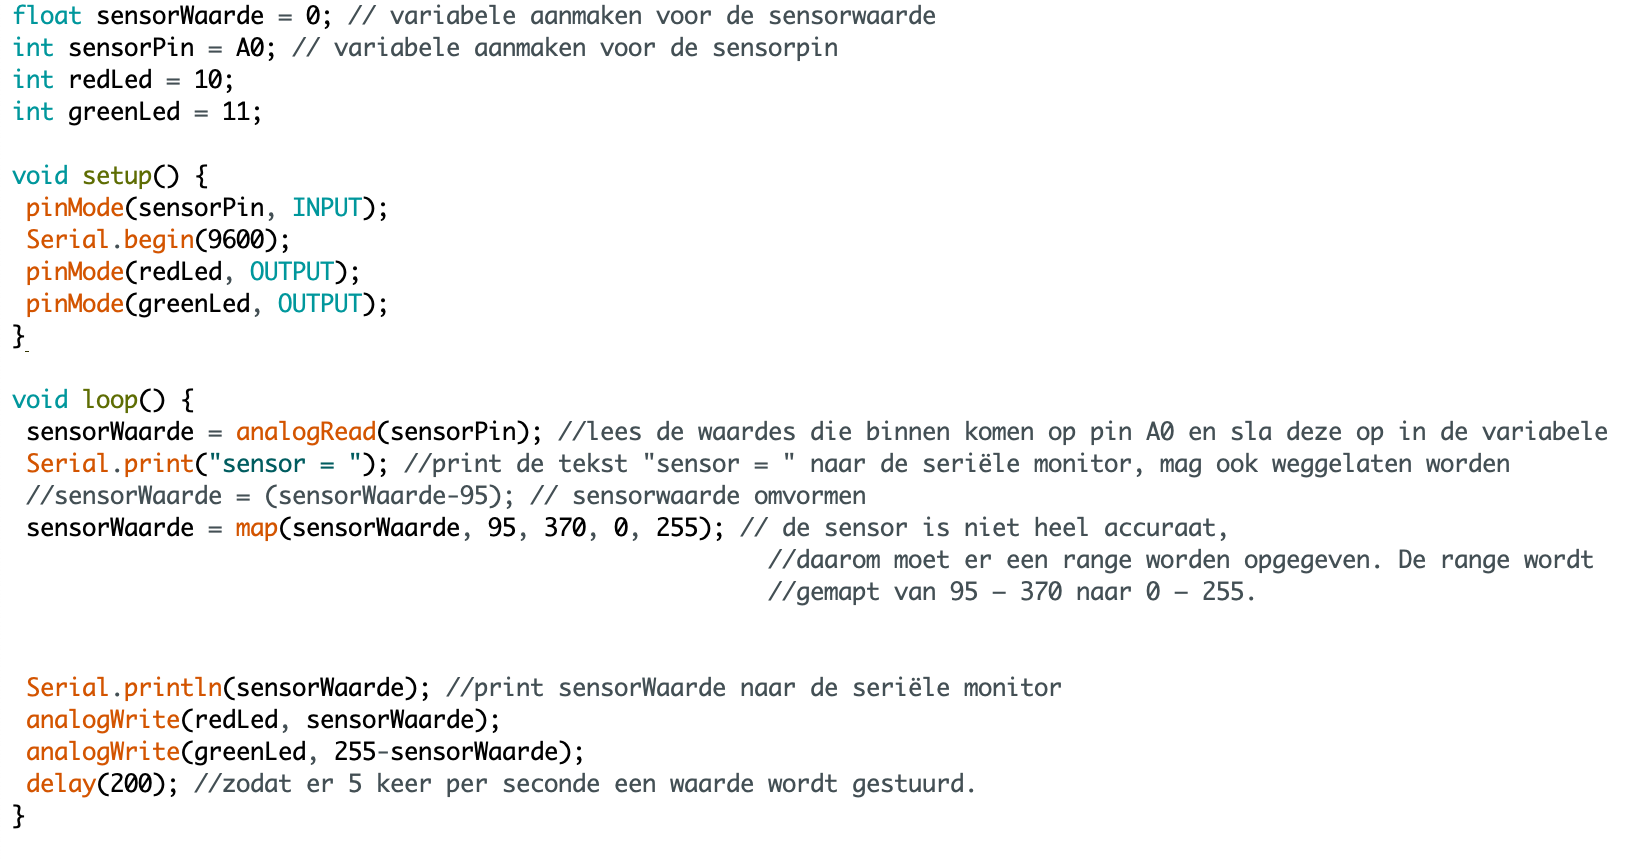 float sensorWaarde = 0; // variabele aanmaken voor de sensorwaarde
int sensorPin = A0; // variabele aanmaken voor de sensorpin
int redLed = 10;
int greenLed = 11;
void setup() {
pinMode(sensorPin, INPUT);
Serial.begin(9600);
pinMode(redLed, OUTPUT);
pinMode(greenLed, OUTPUT);
}
void loop() {
sensorWaarde = analogRead(sensorPin); //lees de waardes die binnen komen op pin A0 en sla deze op in de variabele
Serial.print("sensor = "); //print de tekst "sensor = " naar de seriële monitor, mag ook weggelaten worden
//sensorWaarde = (sensorWaarde-95); // sensorwaarde omvormen
sensorWaarde = map(sensorWaarde, 95, 370, 0, 255); // de sensor is niet heel accuraat,
//daarom moet er een range worden opgegeven. De range wordt
//gemapt van 95 – 370 naar 0 – 255.
Serial.println(sensorWaarde); //print sensorWaarde naar de seriële monitor
analogWrite(redLed, sensorWaarde);
analogWrite(greenLed, 255-sensorWaarde);
delay(200); //zodat er 5 keer per seconde een waarde wordt gestuurd.
}